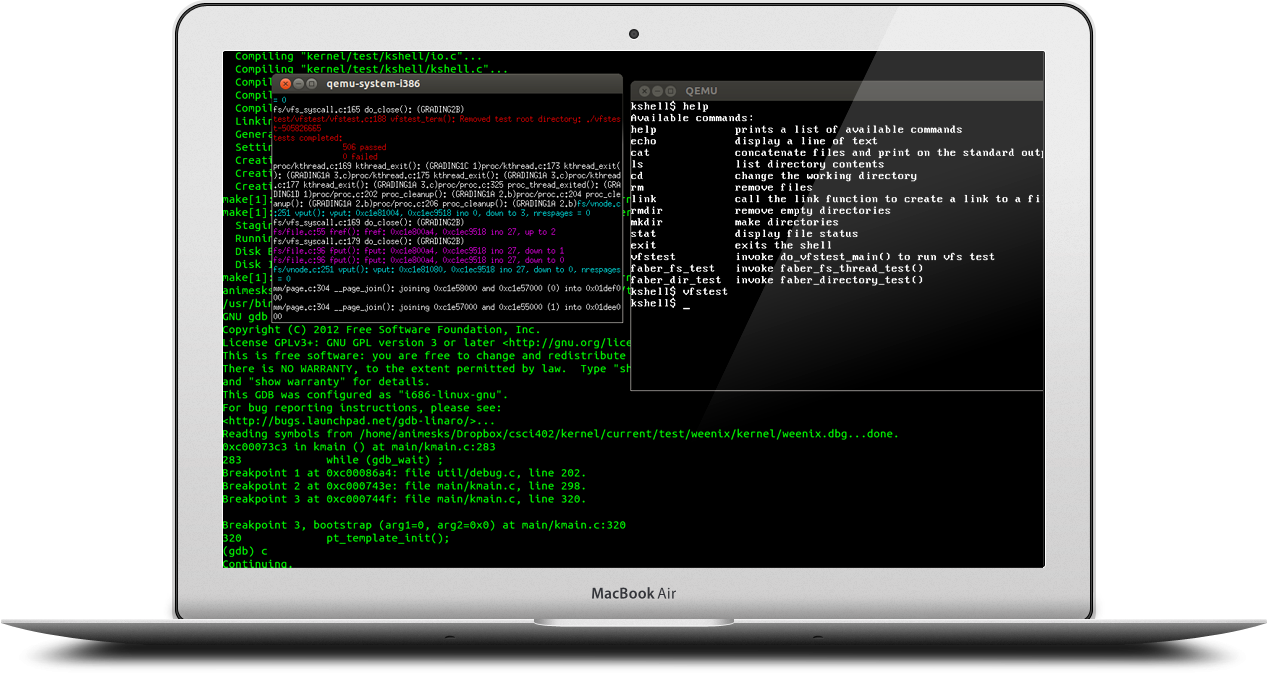 Compiling "kernel/test/kshell/io.c"...
Compiling "kernel/test/kshell/kshell.c"...
Compi
Compi
Compi
Linki
Genera
Setti
Creati
Creati
Creati
make[1]:
make[1]:
Stagi
Runni
Disk
Disk
make[1]:
animesks
/usr/bin
GNU gdb
Copyright (C) 2012 Free Software Foundation, Inc.
License GPLv3+: GNU GPL version 3 or later <http://gnu.org/lice
This is free software: you are free to change and redistribute
There is NO WARRANTY, to the extent permitted by law.  Type "sh
and "show warranty" for details.
This GDB was configured as "i686-linux-gnu".
For bug reporting instructions, please see:
<http://bugs.launchpad.net/gdb-linaro/>...
Reading symbols from /home/animesks/Dropbox/csci402/kernel/current/test/weenix/kernel/weenix.dbg...done.
0xc00073c3 in kmain () at main/kmain.c:283
283 while (gdb_wait) ;
Breakpoint 1 at 0xc00086a4: file util/debug.c, line 202.
Breakpoint 2 at 0xc000743e: file main/kmain.c, line 298.
Breakpoint 3 at 0xc000744f: file main/kmain.c, line 320.
Breakpoint 3, bootstrap (arg1=0, arg2=0x0) at main/kmain.c:320
320 pt_template_init();
(gdb) c
Continuing.
qemu-system-i386
= 0
fs/vfs_syscall.c:165 do_close(): (GRADING2B)
test/vfstest/vfstest.c:188 vfstest_term(): Removed test root directory: ./vfstes
t-505826665
tests completed:
506 passed
0 failed
proc/kthread.c:169 kthread_exit(): (GRADING1C 1)proc/kthread.c:173 kthread_exit(
): (GRADING1A 3.c)proc/kthread.c:175 kthread_exit(): (GRADING1A 3.c)proc/kthread
.c:177 kthread_exit(): (GRADING1A 3.c)proc/proc.c:325 proc_thread_exited(): (GRA
DING1D 1)proc/proc.c:202 proc_cleanup(): (GRADING1A 2.b)proc/proc.c:204 proc_cle
anup(): (GRADING1A 2.b)proc/proc.c:206 proc_cleanup(): (GRADING1A 2.b)fs/vnode.c
:251 vput(): vput: 0xc1e81004, 0xc1ec9518 ino 0, down to 3, nrespages = 0
fs/vfs_syscall.c:169 do_close(): (GRADING2B)
fs/file.c:55 fref(): fref: 0xc1e800a4, 0xc1ec9518 ino 27, up to 2
fs/vfs_syscall.c:179 do_close(): (GRADING2B)
fs/file.c:96 fput(): fput: 0xc1e800a4, 0xc1ec9518 ino 27, down to 1
fs/file.c:96 fput(): fput: 0xc1e800a4, 0xc1ec9518 ino 27, down to 0
fs/vnode.c:251 vput(): vput: 0xc1e81080, 0xc1ec9518 ino 27, down to 0, nrespages
= 0
mm/page.c:304 __page_join(): joining 0xc1e58000 and 0xc1e57000 (0) into 0x01def0
00
mm/page.c:304 __page_join(): joining 0xc1e57000 and 0xc1e55000 (1) into 0x01dee0
00
QEMU
kshell$ help
Available commands:
help prints a list of available commands
echo display a line of text
cat concatenate files and print on the standard outp
ls list directory contents
cd change the working directory
rm remove files
link call the link function to create a link to a fi
rmdir remove empty directories
mkdir make directories
stat display file status
exit exits the shell
vfstest invoke do_vfstest_main() to run vfs test
faber_fs_test invoke faber_fs_thread_test()
faber_dir_test invoke faber_directory_test()
kshell$ vfstest
kshell$ _
MacBook Air